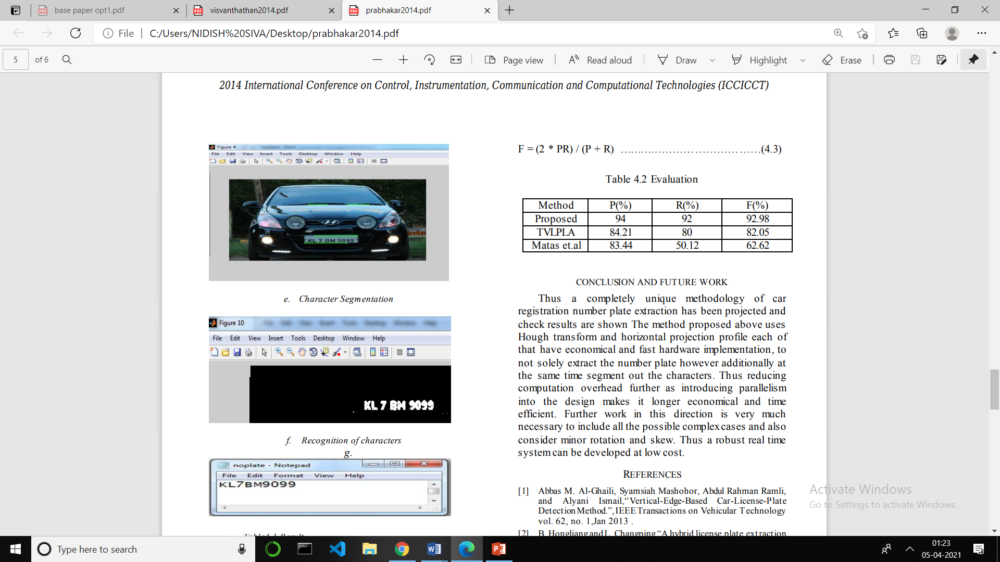 base paper opt1.pdf
visvanthathan2014.pdf
prabhakar2014.pdf
File
C:/Users/NIDISH%20SIVA/Desktop/prabhakar2014.pdf
5 of 6
Page view
Read aloud
Draw
Highlight
Erase
2014 International Conference on Control, Instrumentation, Communication and Computational Technologies (ICCICCT)
Figure 4
File Edit View Insert Tools Desktop Window Help
KL 7 BM 9099
e. Character Segmentation
Figure 10
File Edit View Insert Tools Desktop Window Help
KL 7 BM 9099
f. Recognition of characters
g.
noplate - Notepad
File Edit Format View Help
KL7BM9099
Table4.1 Result
F = (2 * PR) / (P + R) ……………………………….(4.3)
Table 4.2 Evaluation
Method P(%) R(%) F(%)
Proposed 94 92 92.98
TVLPLA 84.21 80 82.05
Matas et.al 83.44 50.12 62.62
CONCLUSION AND FUTURE WORK
Thus a completely unique methodology of car
registration number plate extraction has been projected and
check results are shown The method proposed above uses
Hough transform and horizontal projection profile each of
that have economical and fast hardware implementation, to
not solely extract the number plate however additionally at
the same time segment out the characters. Thus reducing
computation overhead further as introducing parallelism
into the design makes it longer economical and time
efficient. Further work in this direction is very much
necessary to include all the possible complex cases and also
consider minor rotation and skew. Thus a robust real time
system can be developed at low cost.
REFERENCES
[1] Abbas M. Al-Ghaili, Syamsiah Mashohor, Abdul Rahman Ramli,
and Alyani Ismail,“Vertical-Edge-Based Car-License-Plate
Detection Method.”,IEEE Transactions on Vehicular Technology
vol. 62, no. 1,Jan 2013 .
[2] B. Hongliang and L. Changping “A hybrid license plate extraction
Activate Windows
Go to Settings to activate Windows.
Type here to search
01:23
05-04-2021